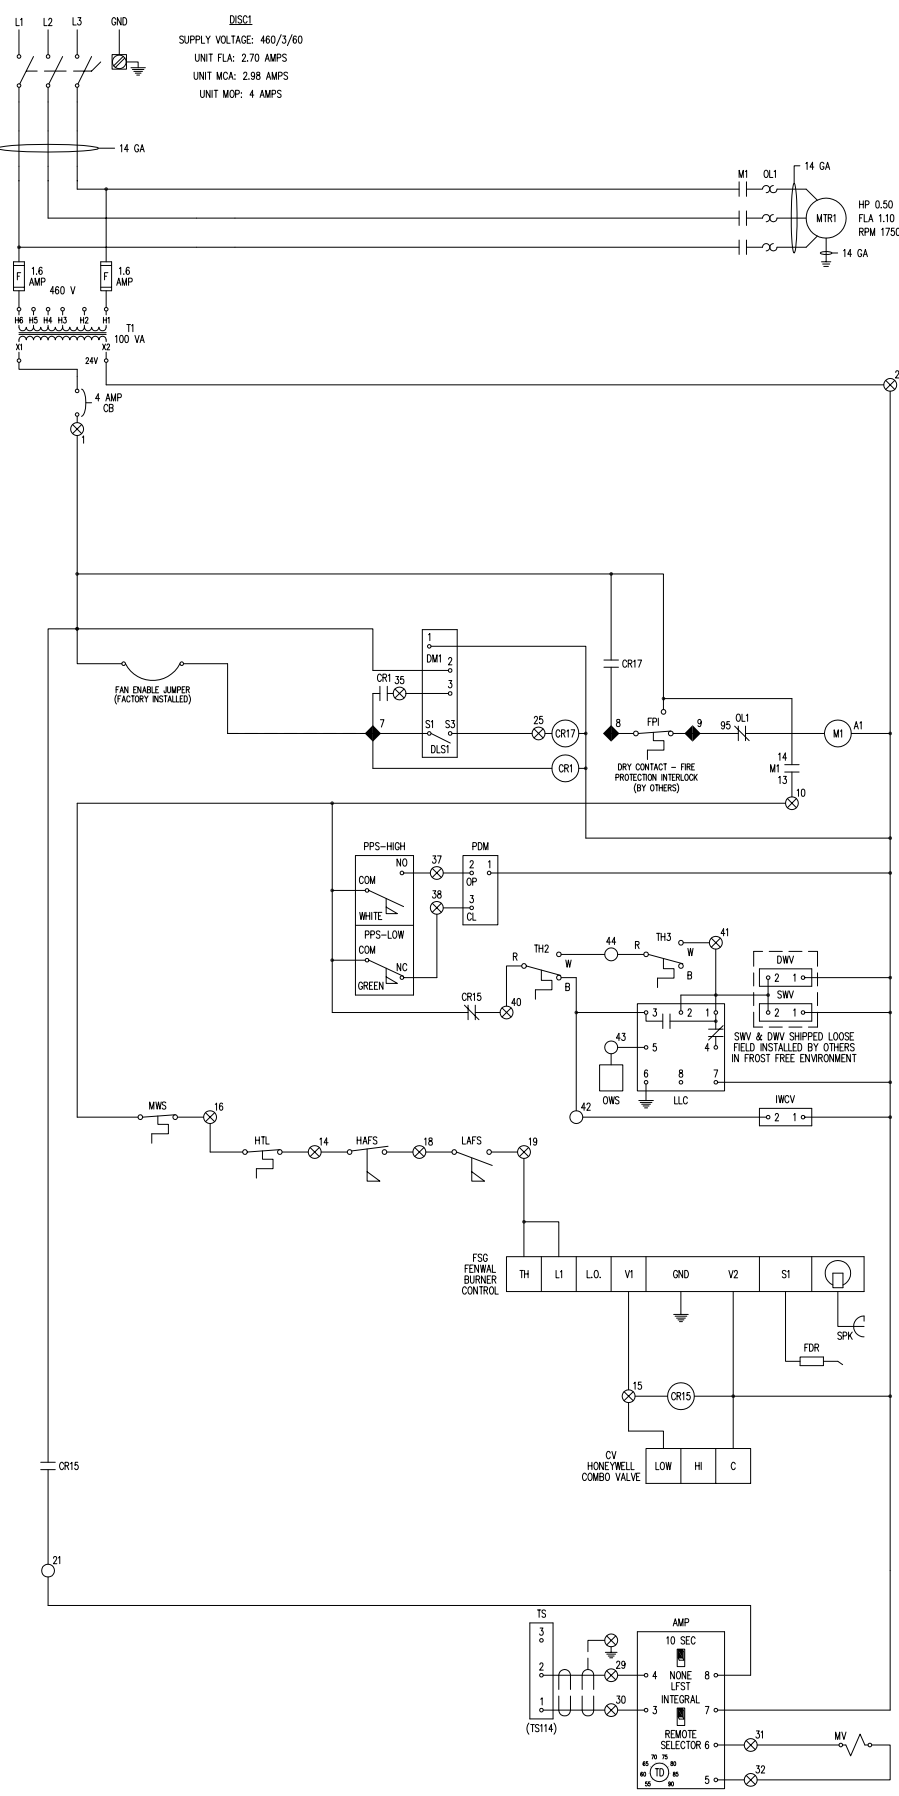 L1 L2 L3 GND
DISC1
SUPPLY VOLTAGE: 460/3/60
UNIT FLA: 2.70 AMPS
UNIT MCA: 2.98 AMPS
UNIT MOP: 4 AMPS
14 GA
14 GA
M1 OL1
MTR1
HP 0.50
FLA 1.10
RPM 1750
14 GA
F 1.6 AMP
F 1.6 AMP
460 V
H6 H5 H4 H3 H2 H1
T1
100 VA
X1 X2
24V
2
4 AMP
CB
1
CR17
1
DM1
2
CR1 35
3
FAN ENABLE JUMPER
(FACTORY INSTALLED)
7
S1 S3
DLS1
25
CR17
8
FP1
9
95 OL1
M1 A1
CR1
DRY CONTACT - FIRE
PROTECTION INTERLOCK
(BY OTHERS)
14
M1
13
10
PPS-HIGH
NO
37
COM
WHITE
PDM
2 1
OP
38
3
CL
PPS-LOW
COM
NC
GREEN
R TH2 W B
44
R TH3 W B
41
CR15
40
DWV
2 1
SWV
2 1
SWV & DWV SHIPPED LOOSE
FIELD INSTALLED BY OTHERS
IN FROST FREE ENVIRONMENT
3 2 1
43
5
4
6 8 7
OWS
LLC
42
IWCV
2 1
MWS
16
HTL
14
HAFS
18
LAFS
19
FSG
FENWAL
BURNER
CONTROL
TH L1 L.O. V1 GND V2 S1
SPK
FDR
15
CR15
CV
HONEYWELL
COMBO VALVE
LOW HI C
CR15
21
TS
3
2
1
(TS114)
29
30
AMP
10 SEC
4
NONE
LFST
8
3
INTEGRAL
7
REMOTE
SELECTOR 6
31
MV
5
32
TD
55 60 65 70 75 80 85 90